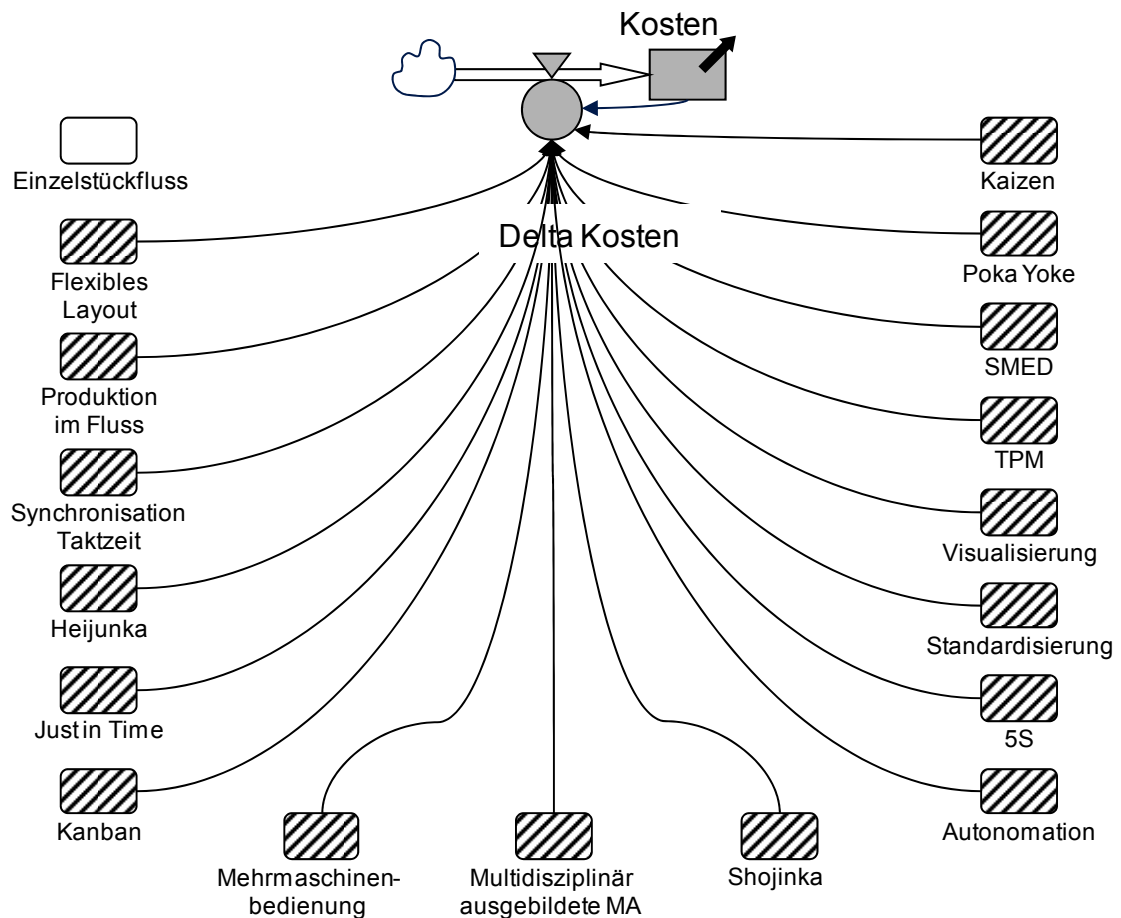 Kosten
Delta Kosten
Einzelstückfluss
Flexibles
Layout
Produktion
im Fluss
Synchronisation
Taktzeit
Heijunka
Just in Time
Kanban
Mehrmaschinen-
bedienung
Multidisziplinär
ausgebildete MA
Shojinka
Kaizen
Poka Yoke
SMED
TPM
Visualisierung
Standardisierung
5S
Autonomation